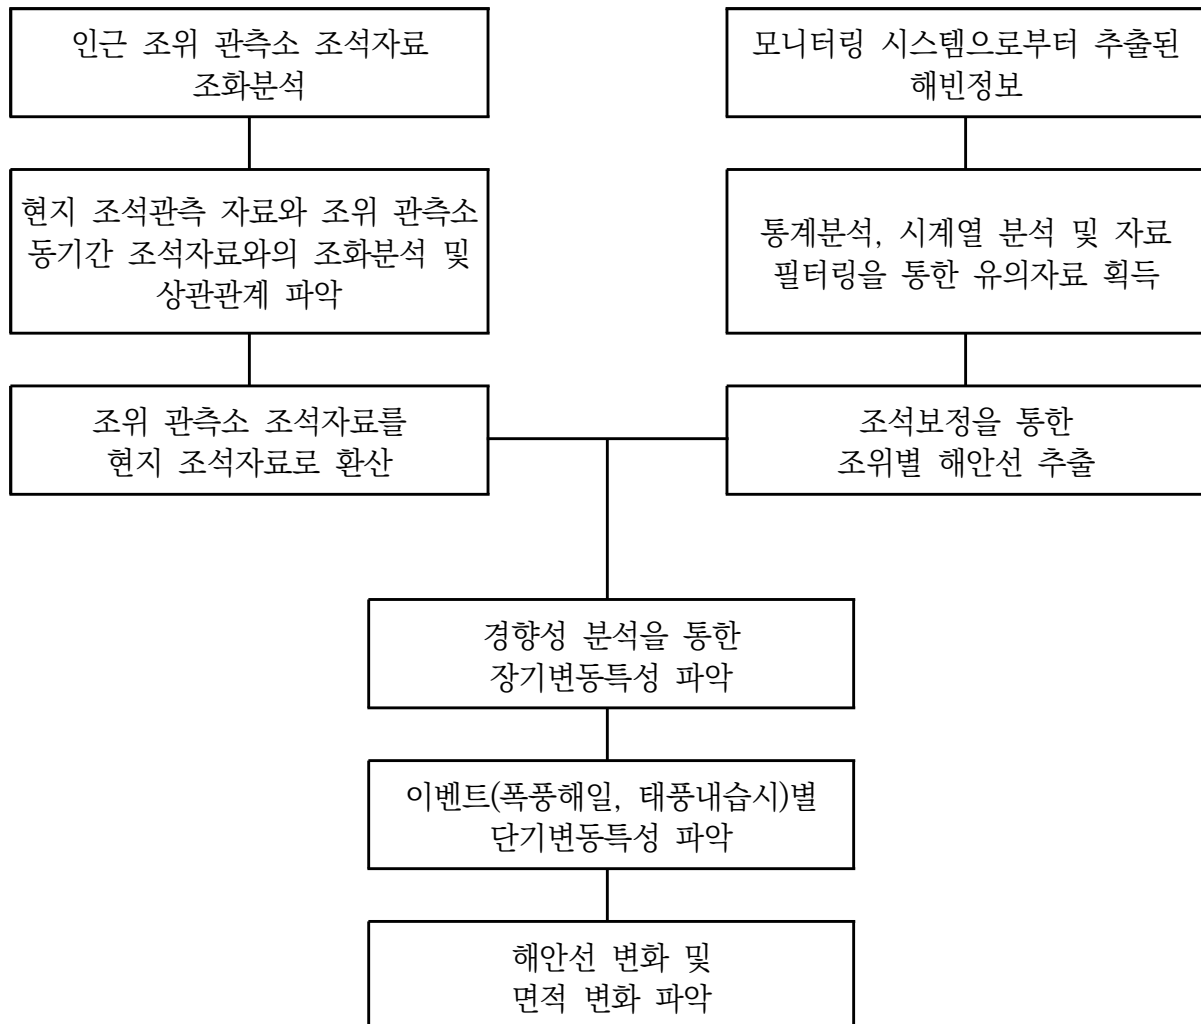 인근 조위 관측소 조석자료
조화분석
모니터링 시스템으로부터 추출된
해빈정보
현지 조석관측 자료와 조위 관측소
동기간 조석자료와의 조화분석 및
상관관계 파악
통계분석, 시계열 분석 및 자료
필터링을 통한 유의자료 획득
조위 관측소 조석자료를
현지 조석자료로 환산
조석보정을 통한
조위별 해안선 추출
경향성 분석을 통한
장기변동특성 파악
이벤트(폭풍해일, 태풍내습시)별
단기변동특성 파악
해안선 변화 및
면적 변화 파악